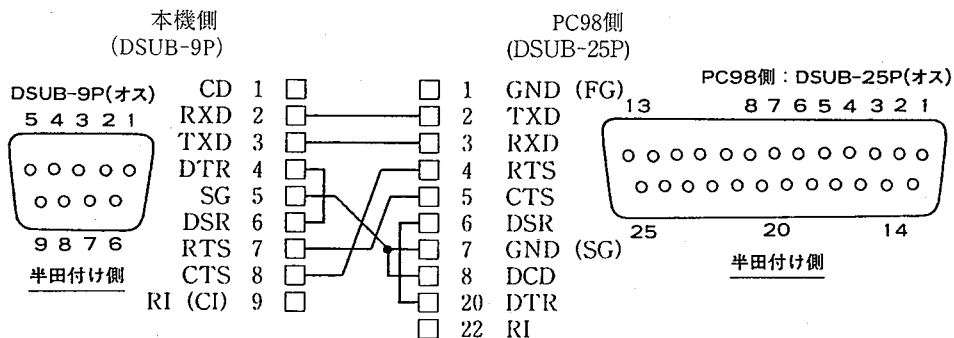 本機側
(DSUB-9P)
PC98側
(DSUB-25P)
DSUB-9P(オス)
5 4 3 2 1
9 8 7 6
半田付け側
CD 1
RXD 2
TXD 3
DTR 4
SG 5
DSR 6
RTS 7
CTS 8
RI (CI) 9
1 GND (FG)
2 TXD
3 RXD
4 RTS
5 CTS
6 DSR
7 GND (SG)
8 DCD
20 DTR
22 RI
PC98側：DSUB-25P(オス)
13 8 7 6 5 4 3 2 1
25 20 14
半田付け側